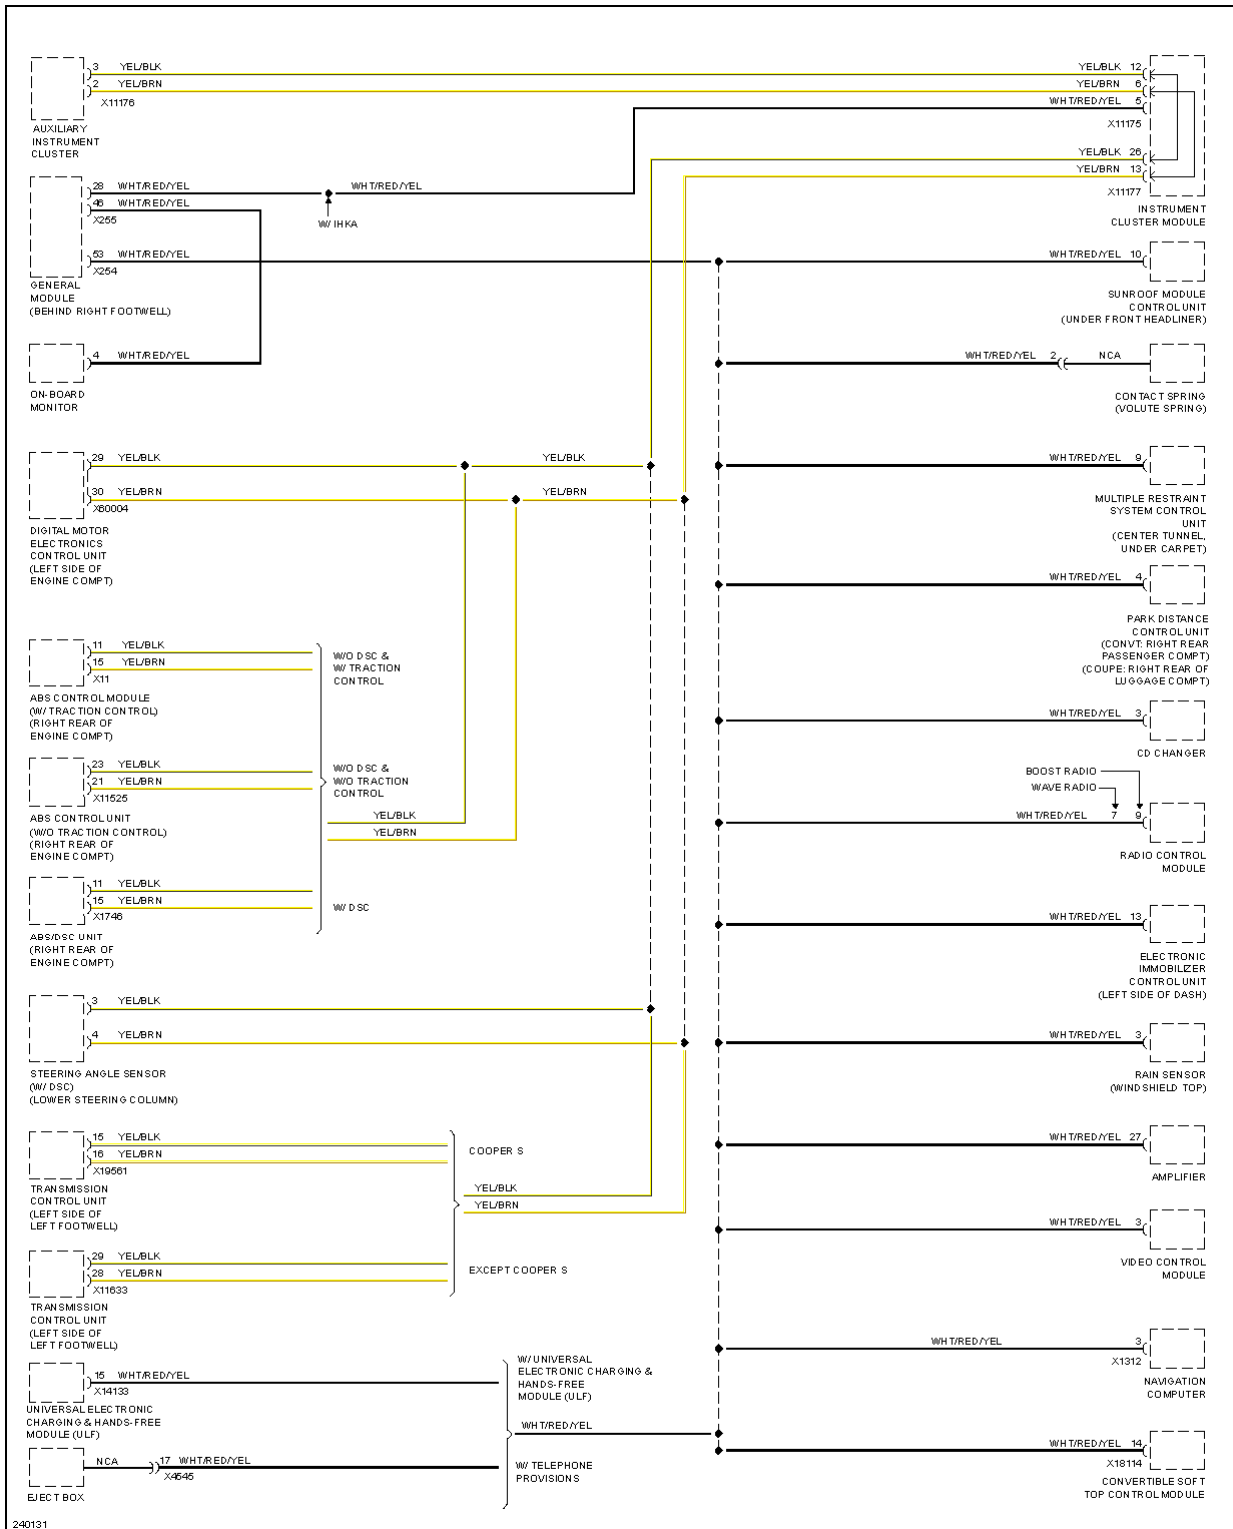 3 YEL/BLK
2 YEL/BRN
X11176
AUXILIARY
INSTRUMENT
CLUSTER
YEL/BLK 12
YEL/BRN 6
WHT/RED/YEL 5
X11175
YEL/BLK 26
YEL/BRN 13
X11177
INSTRUMENT
CLUSTER MODULE
28 WHT/RED/YEL
WHT/RED/YEL
46 WHT/RED/YEL
X255
W/ IHKA
53 WHT/RED/YEL
X254
GENERAL
MODULE
(BEHIND RIGHT FOOTWELL)
WHT/RED/YEL 10
SUNROOF MODULE
CONTROL UNIT
(UNDER FRONT HEADLINER)
4 WHT/RED/YEL
ON-BOARD
MONITOR
WHT/RED/YEL 2 NCA
CONTACT SPRING
(VOLUTE SPRING)
29 YEL/BLK
YEL/BLK
30 YEL/BRN
YEL/BRN
X60004
DIGITAL MOTOR
ELECTRONICS
CONTROL UNIT
(LEFT SIDE OF
ENGINE COMPT)
WHT/RED/YEL 9
MULTIPLE RESTRAINT
SYSTEM CONTROL
UNIT
(CENTER TUNNEL,
UNDER CARPET)
WHT/RED/YEL 4
PARK DISTANCE
CONTROL UNIT
(CONVT: RIGHT REAR
PASSENGER COMPT)
(COUPE: RIGHT REAR OF
LUGGAGE COMPT)
11 YEL/BLK
15 YEL/BRN
X11
ABS CONTROL MODULE
(W/ TRACTION CONTROL)
(RIGHT REAR OF
ENGINE COMPT)
W/O DSC &
W/ TRACTION
CONTROL
WHT/RED/YEL 3
CD CHANGER
23 YEL/BLK
21 YEL/BRN
X11525
ABS CONTROL UNIT
(W/O TRACTION CONTROL)
(RIGHT REAR OF
ENGINE COMPT)
W/O DSC &
W/O TRACTION
CONTROL
YEL/BLK
YEL/BRN
BOOST RADIO
WAVE RADIO
WHT/RED/YEL 7 9
RADIO CONTROL
MODULE
11 YEL/BLK
15 YEL/BRN
X1746
ABS/DSC UNIT
(RIGHT REAR OF
ENGINE COMPT)
W/ DSC
WHT/RED/YEL 13
ELECTRONIC
IMMOBILIZER
CONTROL UNIT
(LEFT SIDE OF DASH)
3 YEL/BLK
4 YEL/BRN
STEERING ANGLE SENSOR
(W/ DSC)
(LOWER STEERING COLUMN)
WHT/RED/YEL 3
RAIN SENSOR
(WINDSHIELD TOP)
15 YEL/BLK
16 YEL/BRN
X19561
TRANSMISSION
CONTROL UNIT
(LEFT SIDE OF
LEFT FOOTWELL)
COOPER S
YEL/BLK
YEL/BRN
WHT/RED/YEL 27
AMPLIFIER
WHT/RED/YEL 3
VIDEO CONTROL
MODULE
29 YEL/BLK
28 YEL/BRN
X11633
TRANSMISSION
CONTROL UNIT
(LEFT SIDE OF
LEFT FOOTWELL)
EXCEPT COOPER S
WHT/RED/YEL 3
X1312
NAVIGATION
COMPUTER
15 WHT/RED/YEL
X14133
UNIVERSAL ELECTRONIC
CHARGING & HANDS-FREE
MODULE (ULF)
W/ UNIVERSAL
ELECTRONIC CHARGING &
HANDS-FREE
MODULE (ULF)
WHT/RED/YEL
NCA 17 WHT/RED/YEL
X4545
EJECT BOX
W/ TELEPHONE
PROVISIONS
WHT/RED/YEL 14
X18114
CONVERTIBLE SOFT
TOP CONTROL MODULE
240131